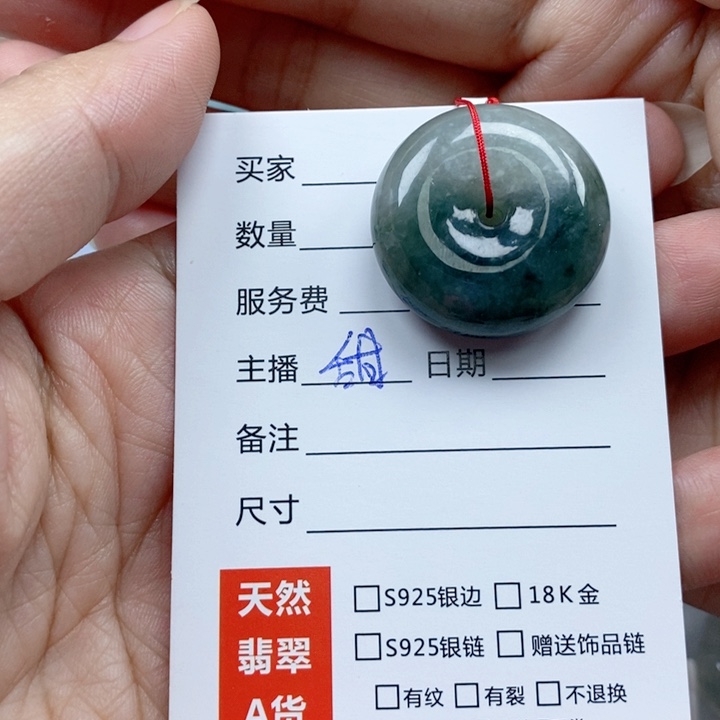 买家
数量
服务费
主播 甜 日期
备注
尺寸
天然
翡翠
A货
□S925银边 □18K金
□S925银链 □赠送饰品链
□有纹 □有裂 □不退换